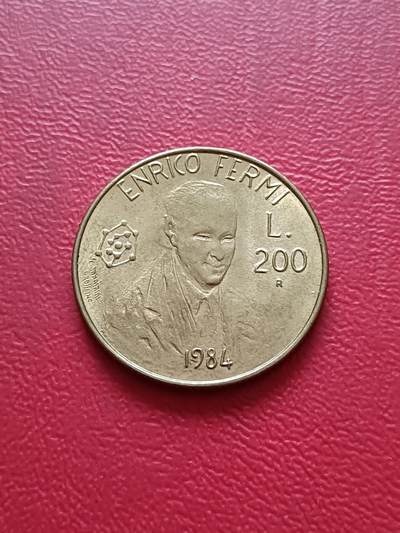 ENRICO FERMI
L.
200
R
1984